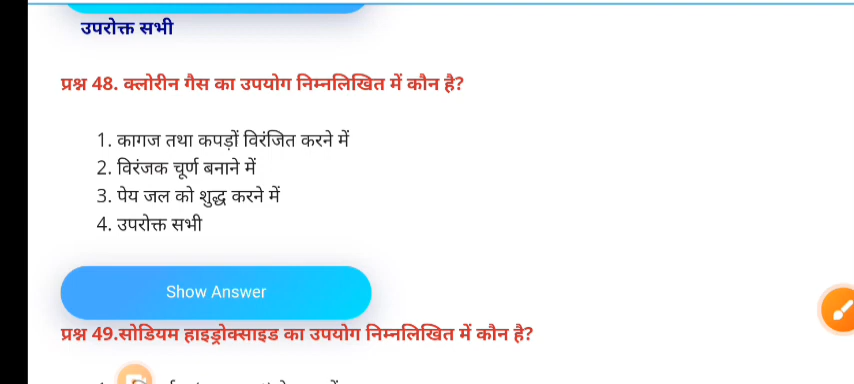 उपरोक्त सभी
प्रश्न 48. क्लोरीन गैस का उपयोग निम्नलिखित में कौन है?
1. कागज तथा कपड़ों विरंजित करने में
2. विरंजक चूर्ण बनाने में
3. पेय जल को शुद्ध करने में
4. उपरोक्त सभी
Show Answer
प्रश्न 49.सोडियम हाइड्रोक्साइड का उपयोग निम्नलिखित में कौन है?